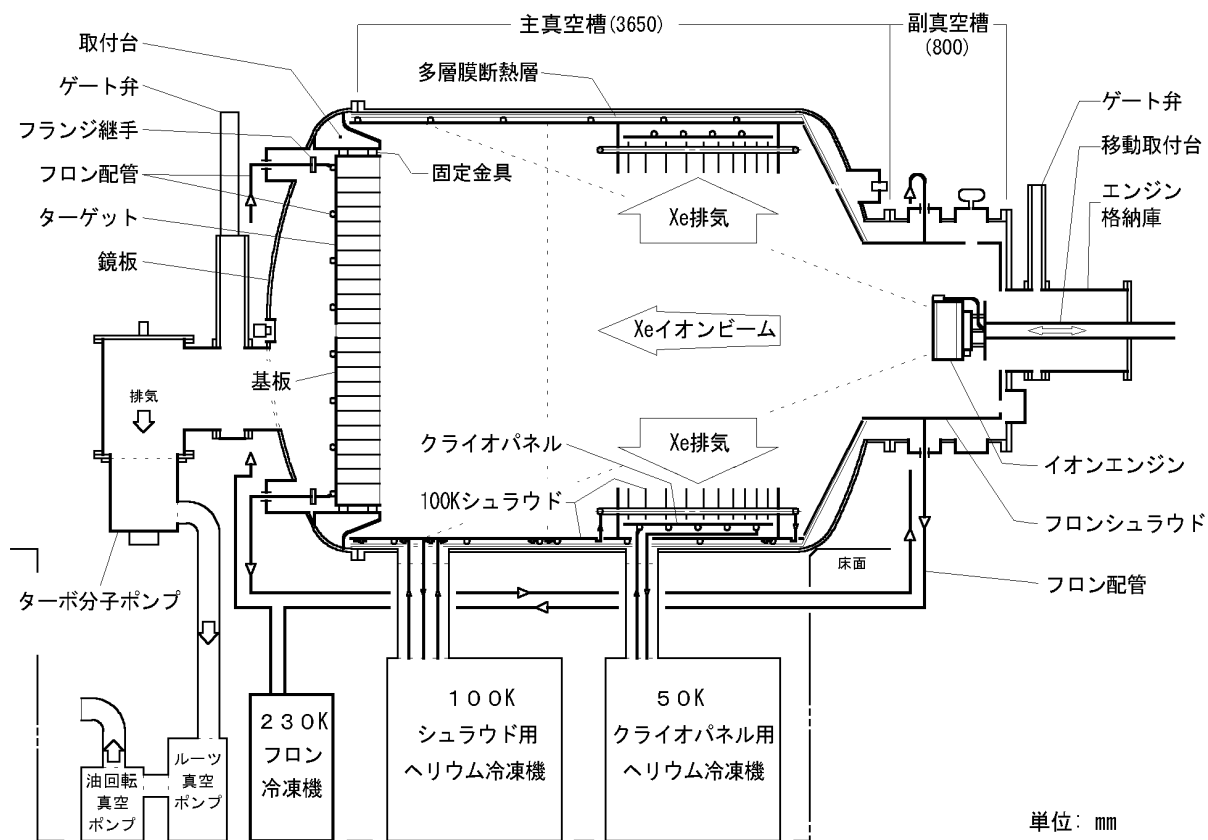 主真空槽(3650)
副真空槽
(800)
取付台
多層膜断熱層
ゲート弁
ゲート弁
フランジ継手
移動取付台
固定金具
フロン配管
エンジン
格納庫
ターゲット
Xe排気
鏡板
Xeイオンビーム
基板
排気
クライオパネル
Xe排気
イオンエンジン
100Kシュラウド
フロンシュラウド
床面
フロン配管
ターボ分子ポンプ
230K
フロン
冷凍機
100K
シュラウド用
ヘリウム冷凍機
50K
クライオパネル用
ヘリウム冷凍機
ルーツ
真空
ポンプ
油回転
真空
ポンプ
単位: mm